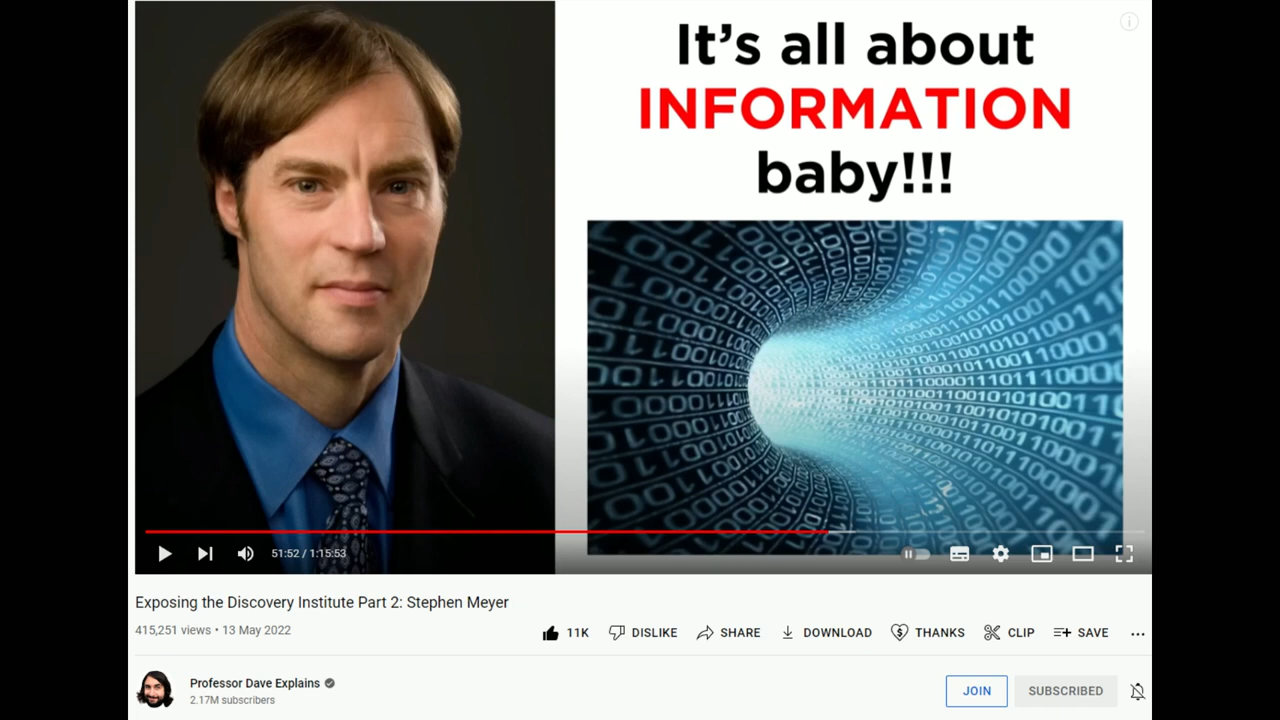 It's all about
INFORMATION
baby!!!
51:52 / 1:15:53
Exposing the Discovery Institute Part 2: Stephen Meyer
415,251 views • 13 May 2022
11K DISLIKE SHARE DOWNLOAD THANKS CLIP SAVE
Professor Dave Explains
2.17M subscribers
JOIN SUBSCRIBED